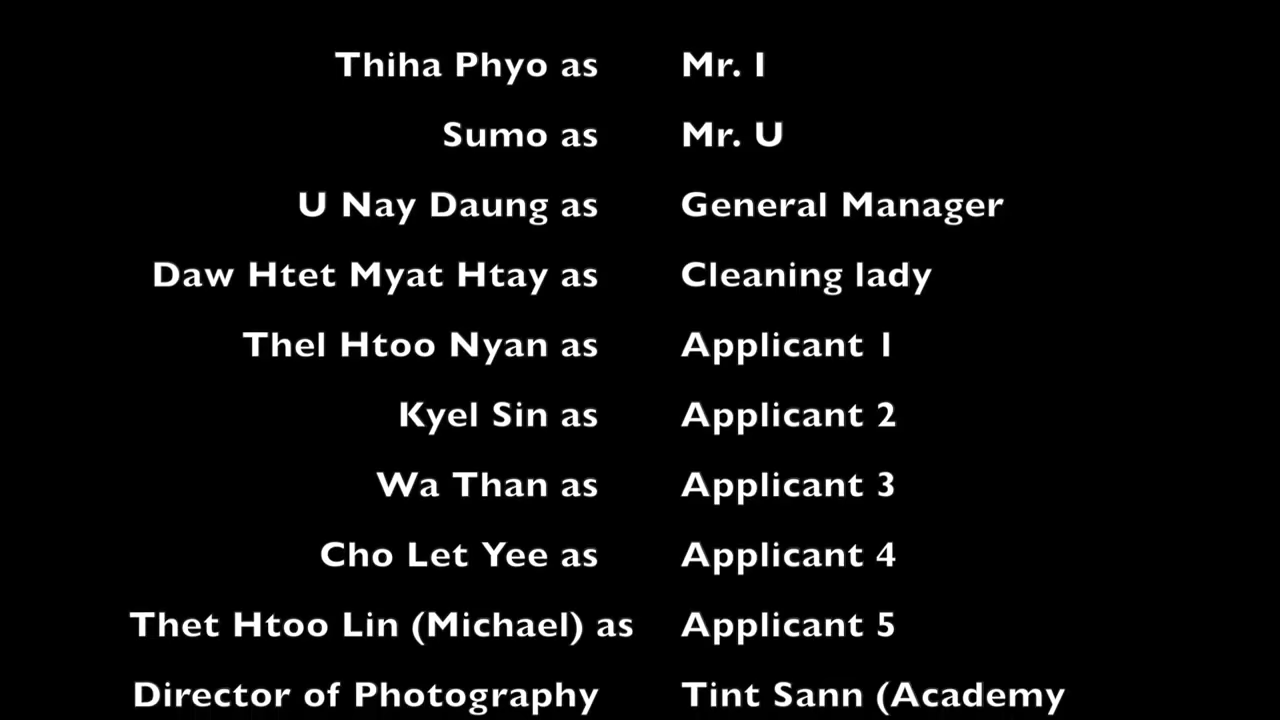 Thiha Phyo as Mr. I
Sumo as Mr. U
U Nay Daung as General Manager
Daw Htet Myat Htay as Cleaning lady
Thel Htoo Nyan as Applicant 1
Kyel Sin as Applicant 2
Wa Than as Applicant 3
Cho Let Yee as Applicant 4
Thet Htoo Lin (Michael) as Applicant 5
Director of Photography Tint Sann (Academy